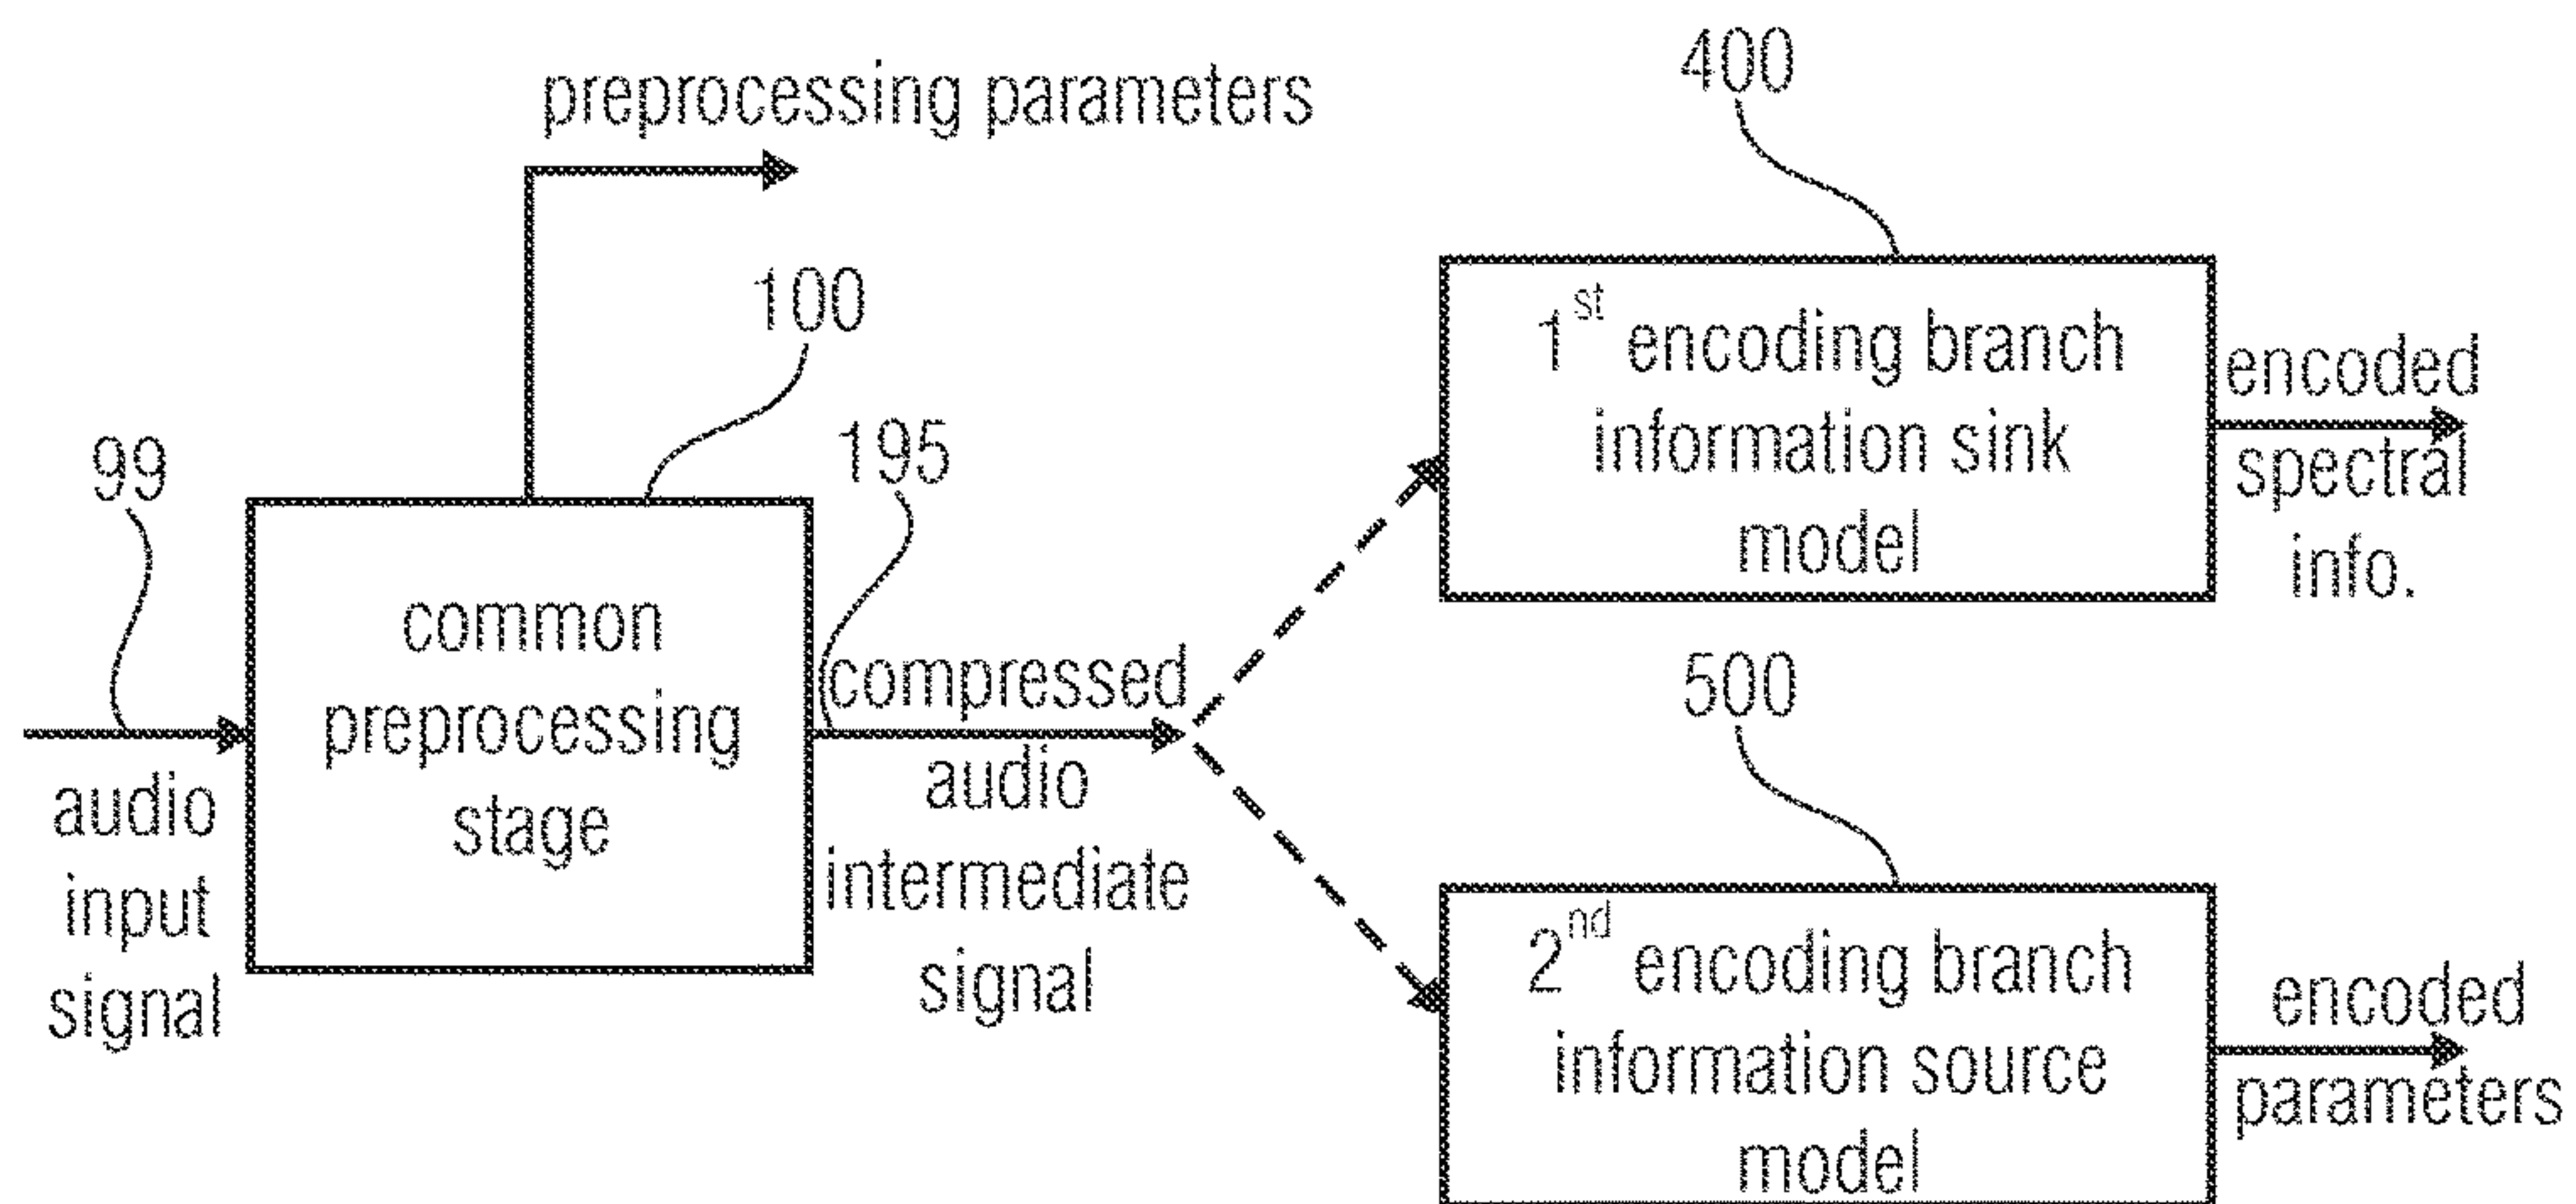 preprocessing parameters
400
100
99
195
1st encoding branch
information sink
model
encoded
spectral
info.
common
preprocessing
stage
audio
input
signal
compressed
audio
intermediate
signal
500
2nd encoding branch
information source
model
encoded
parameters